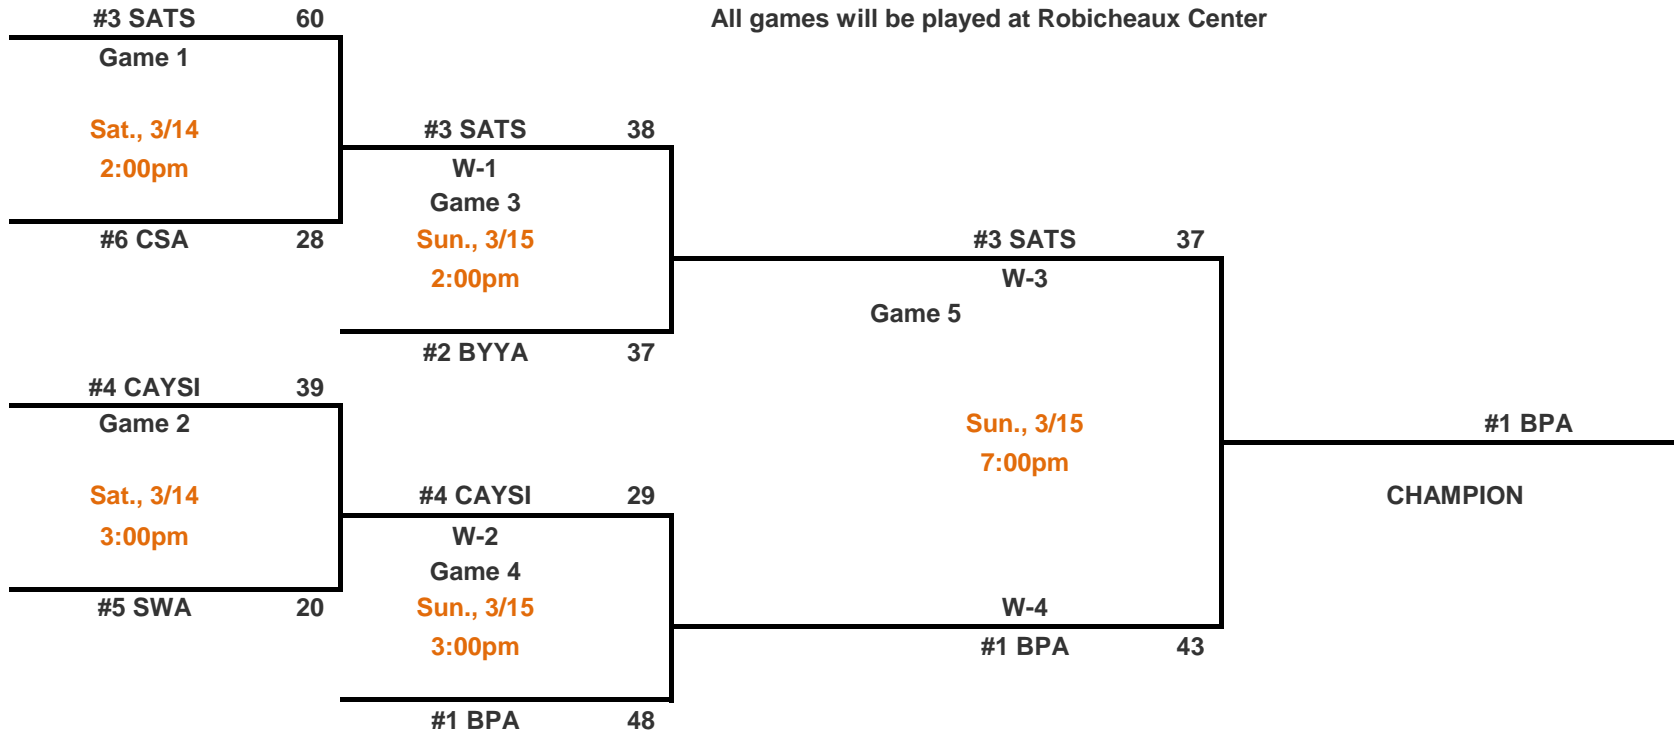 #3 SATS 60
All games will be played at Robicheaux Center
Game 1
Sat., 3/14
2:00pm
#6 CSA 28
#3 SATS 38
W-1
Game 3
Sun., 3/15
2:00pm
#2 BYYA 37
#4 CAYSI 39
Game 2
Sat., 3/14
3:00pm
#5 SWA 20
#4 CAYSI 29
W-2
Game 4
Sun., 3/15
3:00pm
#1 BPA 48
#3 SATS 37
W-3
Game 5
Sun., 3/15
7:00pm
W-4
#1 BPA 43
#1 BPA
CHAMPION